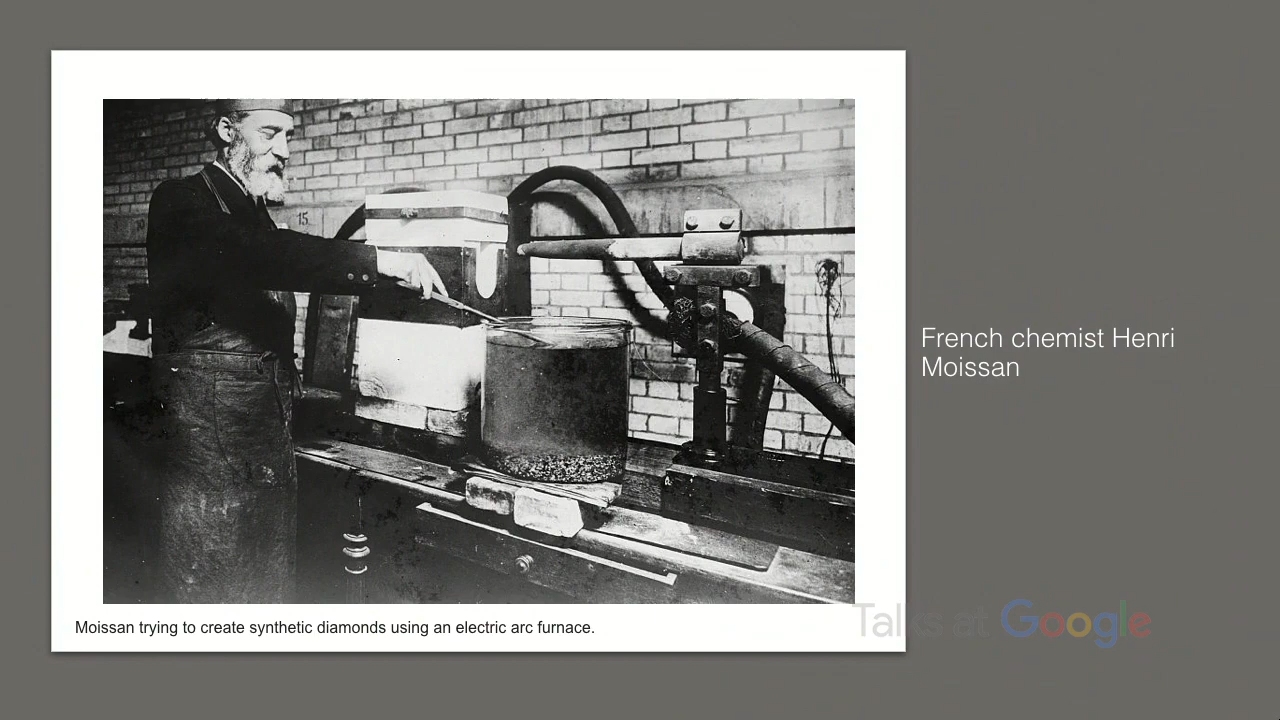 15.
French chemist Henri
Moissan
Moissan trying to create synthetic diamonds using an electric arc furnace.
Talks at Google